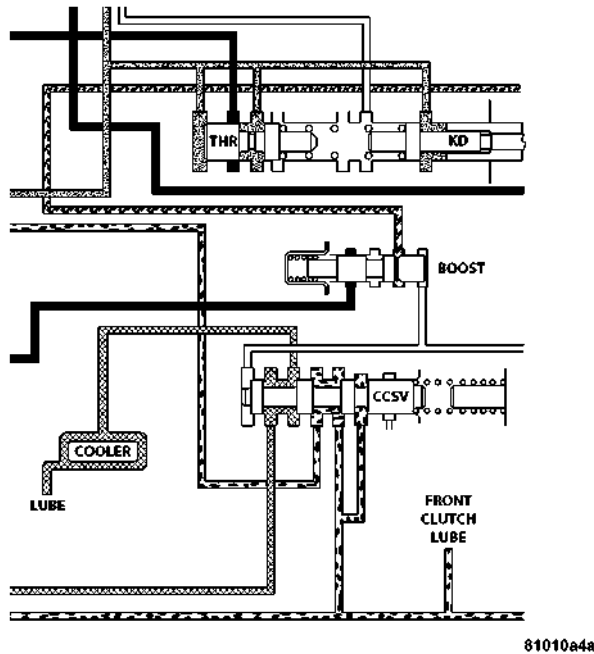 THR
KD
BOOST
CCSV
COOLER
LUBE
FRONT
CLUTCH
LUBE
81010a4a